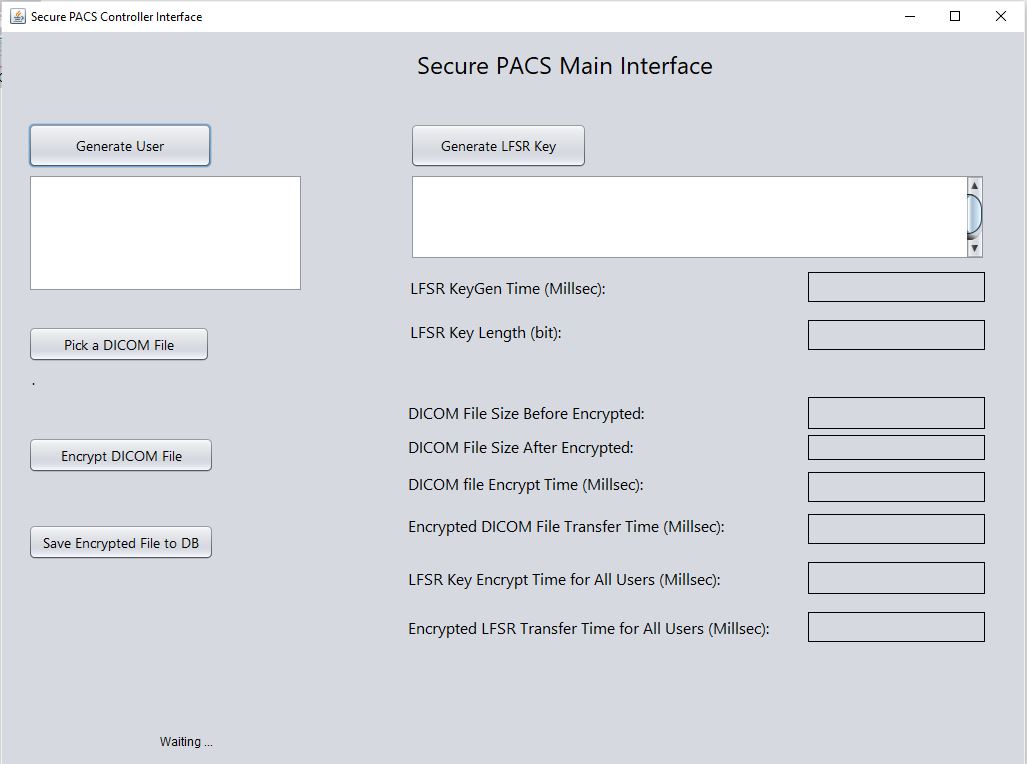 Secure PACS Controller Interface
Secure PACS Main Interface
Generate User
Generate LFSR Key
LFSR KeyGen Time (Millsec):
Pick a DICOM File
LFSR Key Length (bit):
.
DICOM File Size Before Encrypted:
DICOM File Size After Encrypted:
Encrypt DICOM File
DICOM file Encrypt Time (Millsec):
Encrypted DICOM File Transfer Time (Millsec):
Save Encrypted File to DB
LFSR Key Encrypt Time for All Users (Millsec):
Encrypted LFSR Transfer Time for All Users (Millsec):
Waiting ...